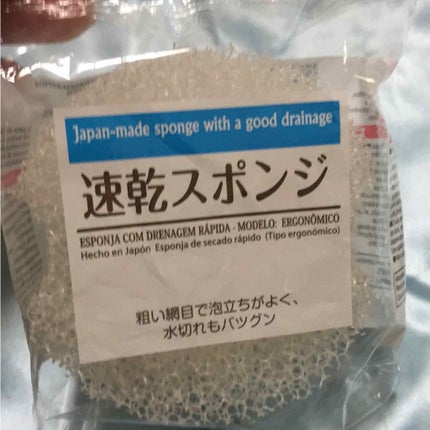 Japan-made sponge with a good drainage
速乾スポンジ
ESPONJA COM DRENAGEM RÁPIDA - MODELO: ERGONÔMICO
Hecho en Japón Esponja de secado rápido (Tipo ergonómico)
粗い網目で泡立ちがよく、
水切れもバツグン